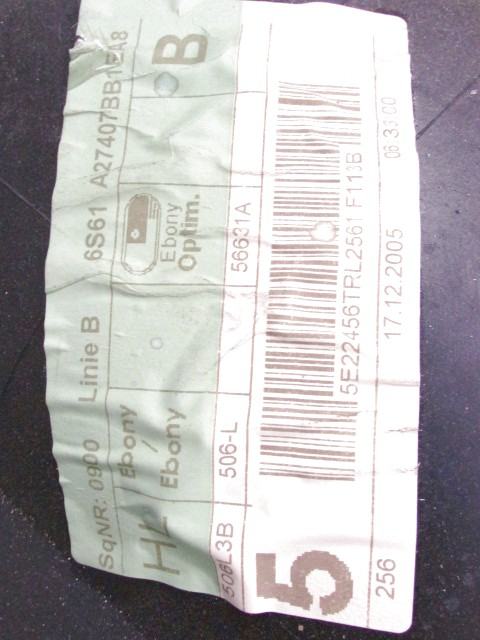 SqNR: 0900 Linie B 6S61 A27407BB1EA8
HL Ebony / Ebony Ebony Optim. B
506L3B 506-L 56631A
5 5E22456TRL2561 F113B
256 17.12.2005 06 33 00